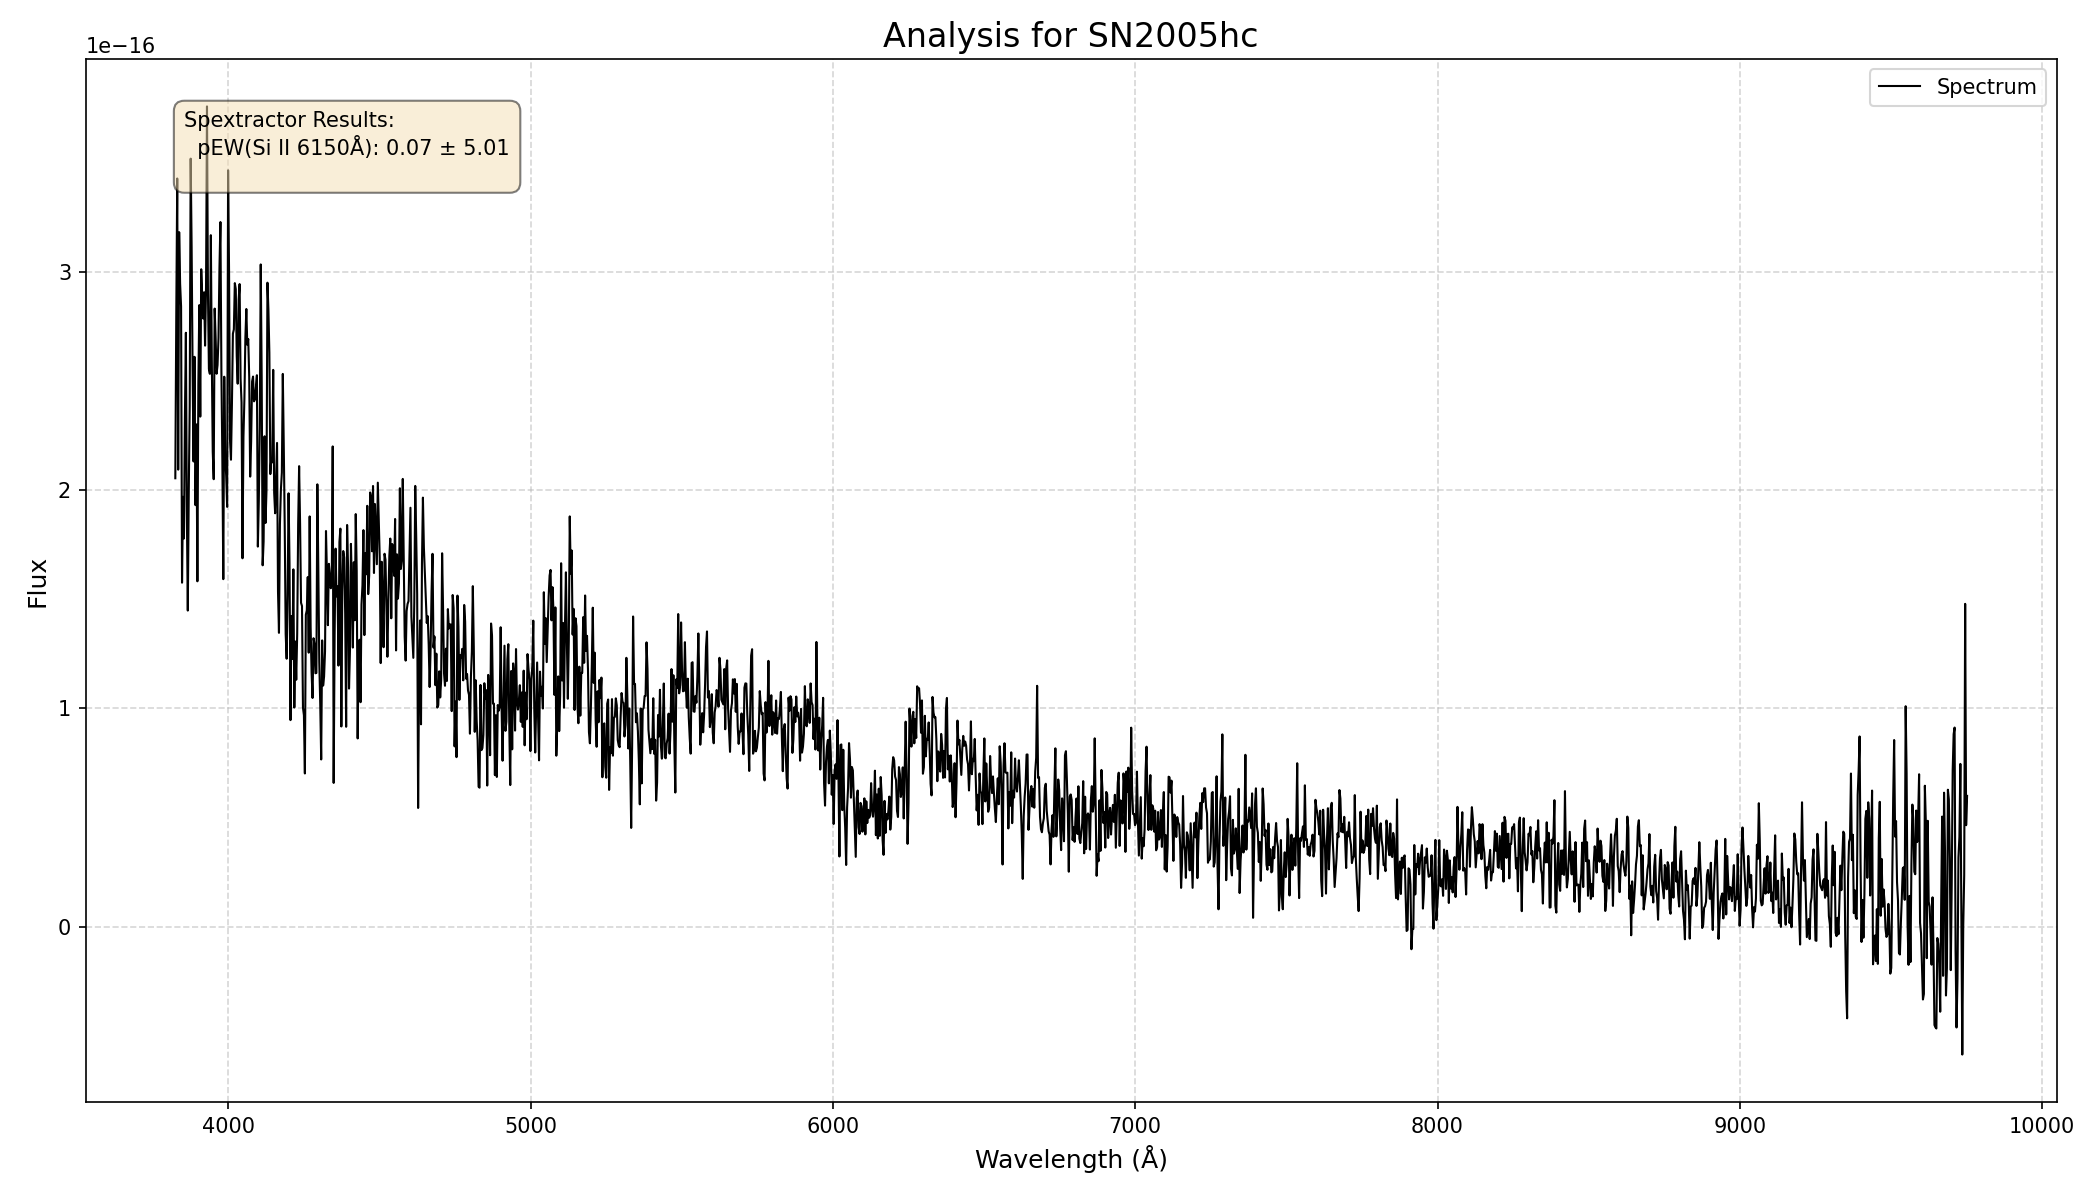 Analysis for SN2005hc
1e−16
Spectrum
Spextractor Results:
pEW(Si II 6150Å): 0.07 ± 5.01
3
2
1
0
Flux
4000
5000
6000
7000
8000
9000
10000
Wavelength (Å)